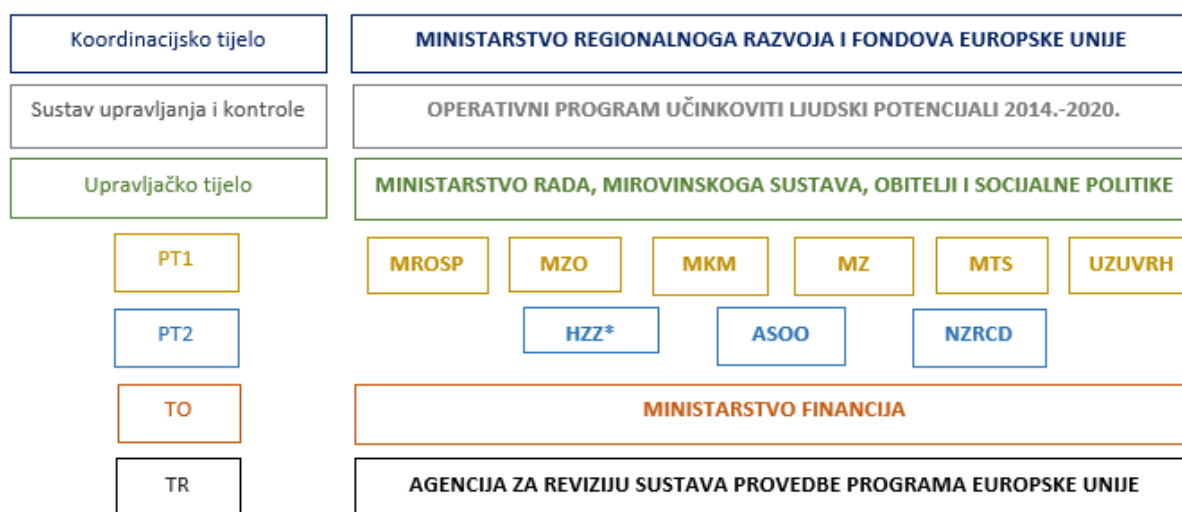 Koordinacijsko tijelo MINISTARSTVO REGIONALNOGA RAZVOJA I FONDOVA EUROPSKE UNIJE
Sustav upravljanja i kontrole OPERATIVNI PROGRAM UČINKOVITI LJUDSKI POTENCIJALI 2014.-2020.
Upravljačko tijelo MINISTARSTVO RADA, MIROVINSKOGA SUSTAVA, OBITELJI I SOCIJALNE POLITIKE
PT1 MROSP MZO MKM MZ MTS UZUVRH
PT2 HZZ* ASOO NZRCD
TO MINISTARSTVO FINANCIJA
TR AGENCIJA ZA REVIZIJU SUSTAVA PROVEDBE PROGRAMA EUROPSKE UNIJE